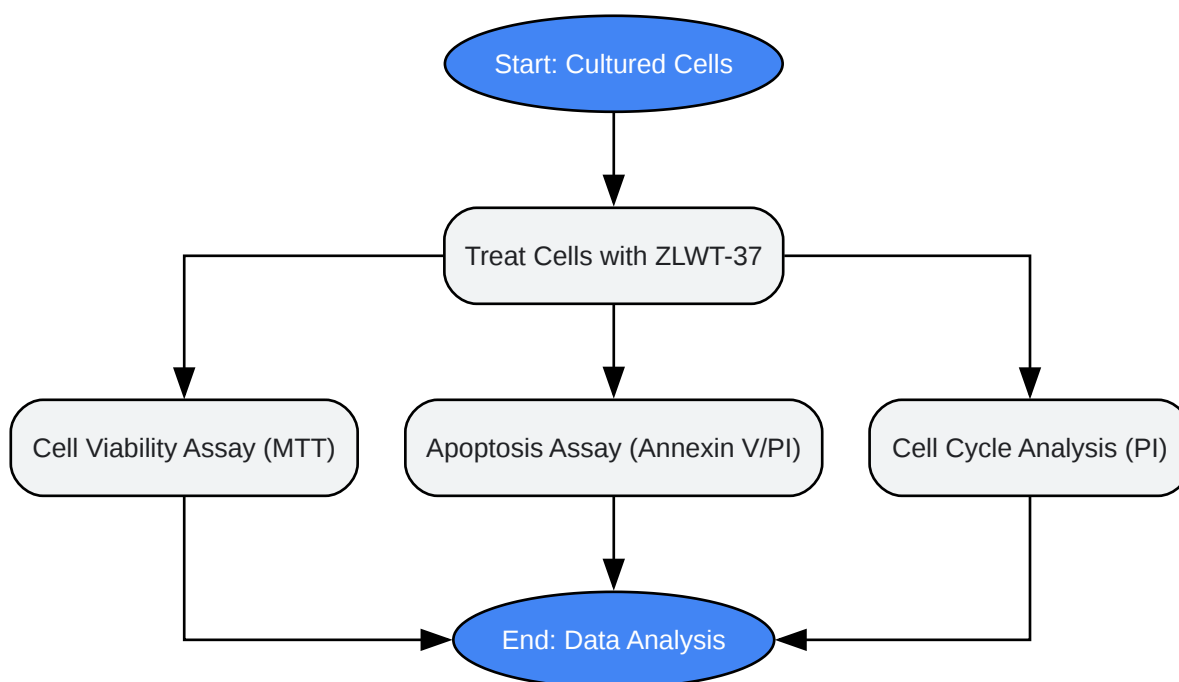 Start: Cultured Cells
Treat Cells with ZLWT-37
Cell Viability Assay (MTT)
Apoptosis Assay (Annexin V/PI)
Cell Cycle Analysis (PI)
End: Data Analysis